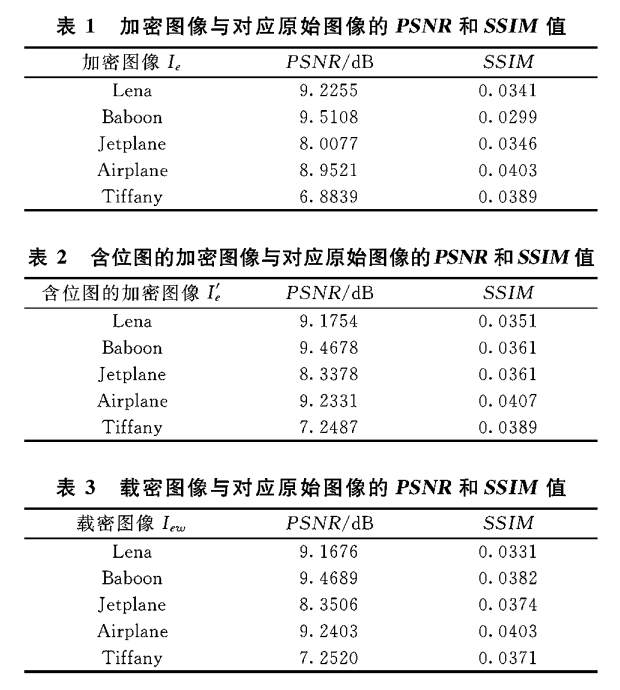 表 1 加密图像与对应原始图像的 PSNR 和 SSIM 值
加密图像 Iₑ PSNR/dB SSIM
Lena 9.2255 0.0341
Baboon 9.5108 0.0299
Jetplane 8.0077 0.0346
Airplane 8.9521 0.0403
Tiffany 6.8839 0.0389
表 2 含位图的加密图像与对应原始图像的 PSNR 和 SSIM 值
含位图的加密图像 I′ₑ PSNR/dB SSIM
Lena 9.1754 0.0351
Baboon 9.4678 0.0361
Jetplane 8.3378 0.0361
Airplane 9.2331 0.0407
Tiffany 7.2487 0.0389
表 3 载密图像与对应原始图像的 PSNR 和 SSIM 值
载密图像 I_ew PSNR/dB SSIM
Lena 9.1676 0.0331
Baboon 9.4689 0.0382
Jetplane 8.3506 0.0374
Airplane 9.2403 0.0403
Tiffany 7.2520 0.0371